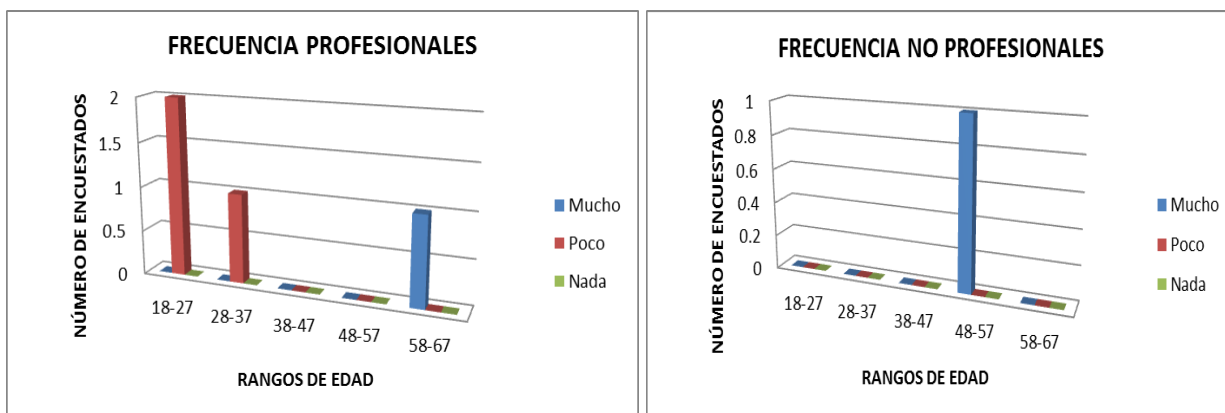 FRECUENCIA PROFESIONALES
NÚMERO DE ENCUESTADOS
2
1.5
1
0.5
0
18-27
28-37
38-47
48-57
58-67
RANGOS DE EDAD
Mucho
Poco
Nada
FRECUENCIA NO PROFESIONALES
NÚMERO DE ENCUESTADOS
1
0.8
0.6
0.4
0.2
0
18-27
28-37
38-47
48-57
58-67
RANGOS DE EDAD
Mucho
Poco
Nada